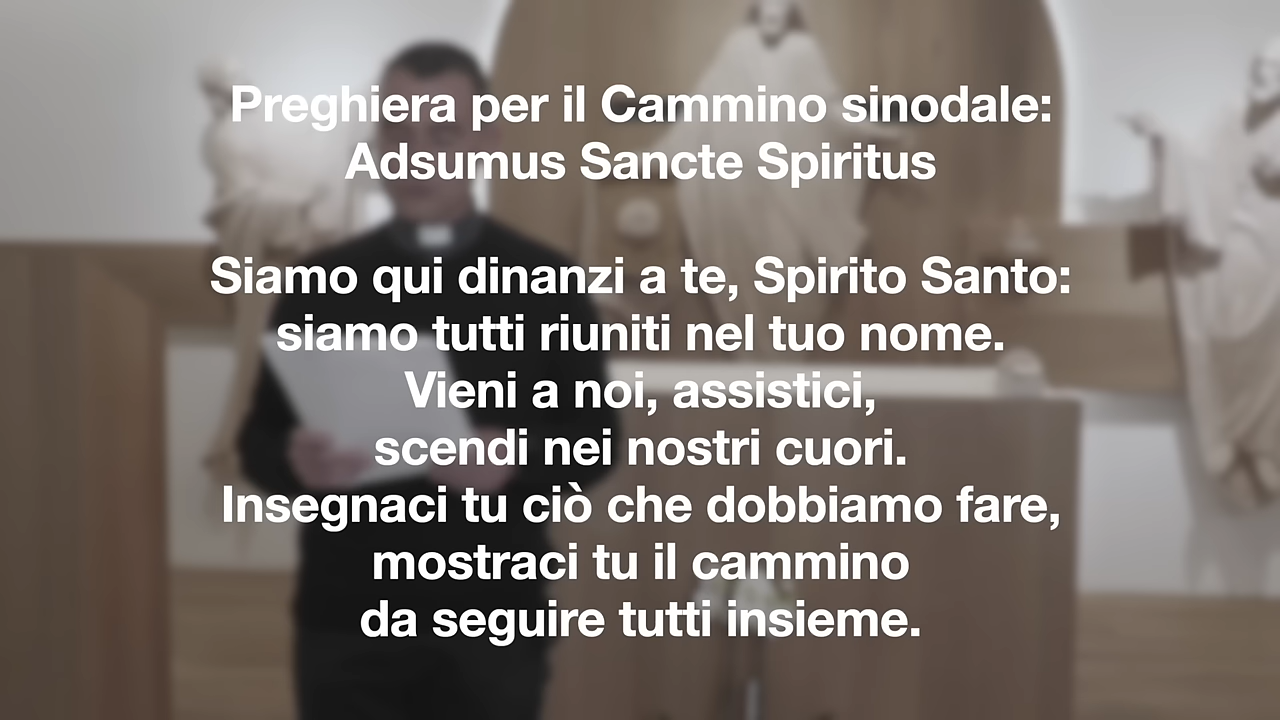 Preghiera per il Cammino sinodale:
Adsumus Sancte Spiritus
Siamo qui dinanzi a te, Spirito Santo:
siamo tutti riuniti nel tuo nome.
Vieni a noi, assistici,
scendi nei nostri cuori.
Insegnaci tu ciò che dobbiamo fare,
mostraci tu il cammino
da seguire tutti insieme.